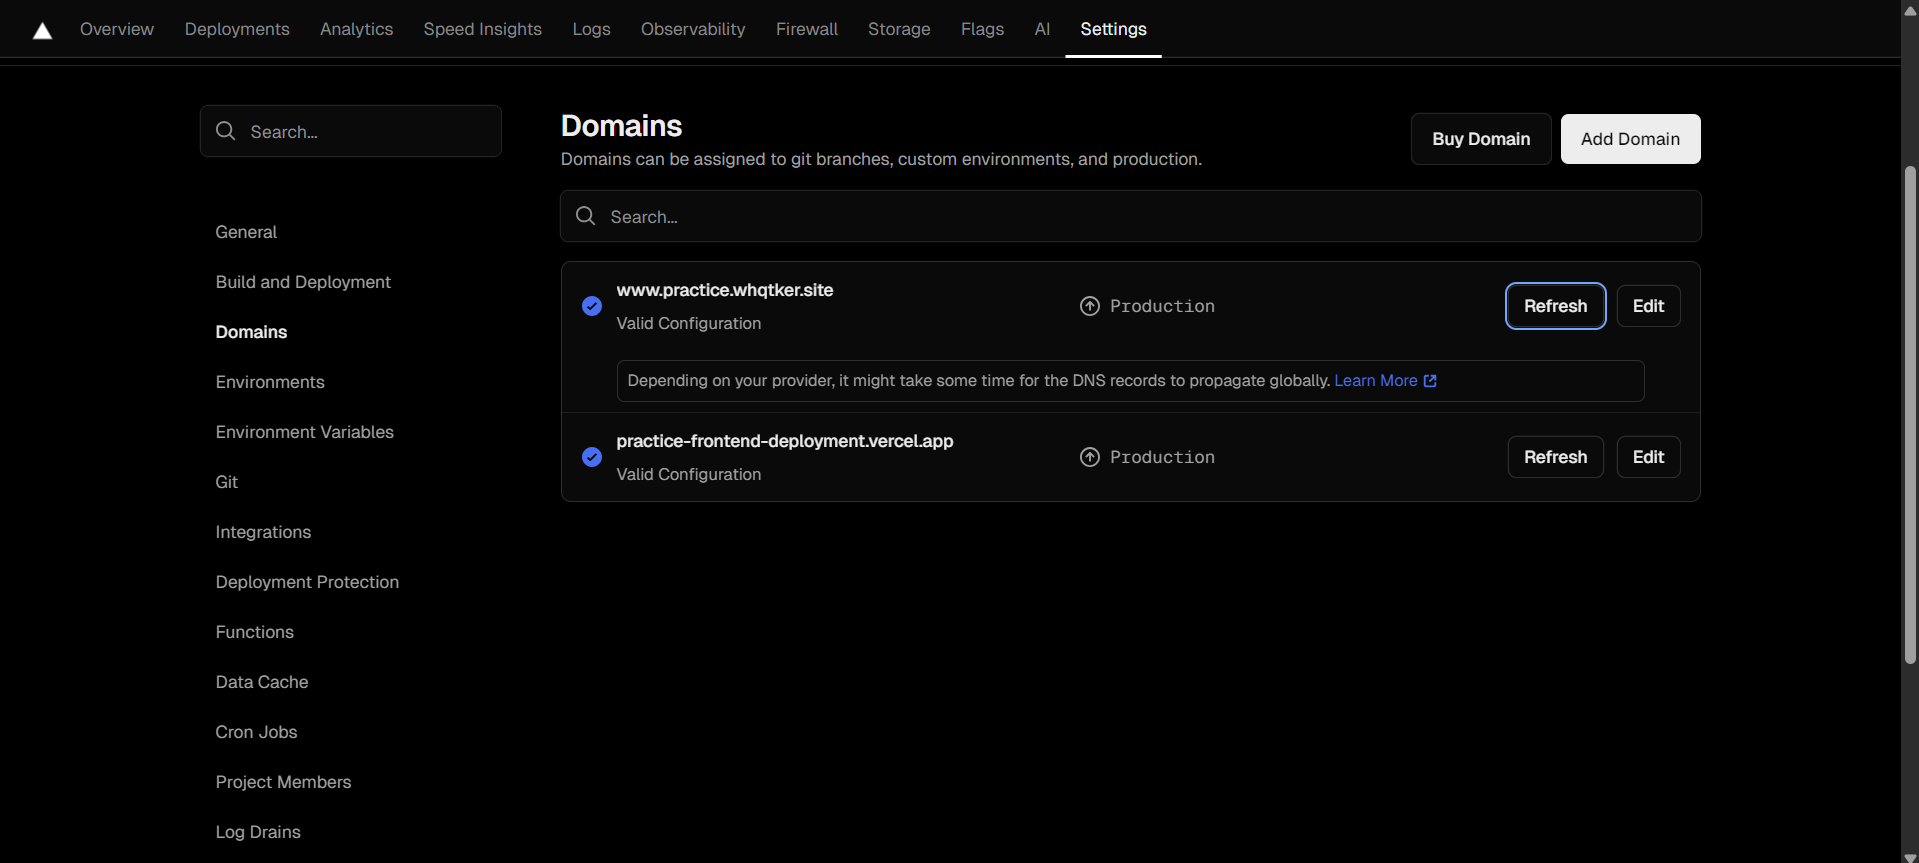 Overview Deployments Analytics Speed Insights Logs Observability Firewall Storage Flags AI Settings
Search...
General
Build and Deployment
Domains
Environments
Environment Variables
Git
Integrations
Deployment Protection
Functions
Data Cache
Cron Jobs
Project Members
Log Drains
Domains
Domains can be assigned to git branches, custom environments, and production.
Buy Domain Add Domain
Search...
www.practice.whqtker.site
Valid Configuration
Production
Refresh Edit
Depending on your provider, it might take some time for the DNS records to propagate globally. Learn More
practice-frontend-deployment.vercel.app
Valid Configuration
Production
Refresh Edit